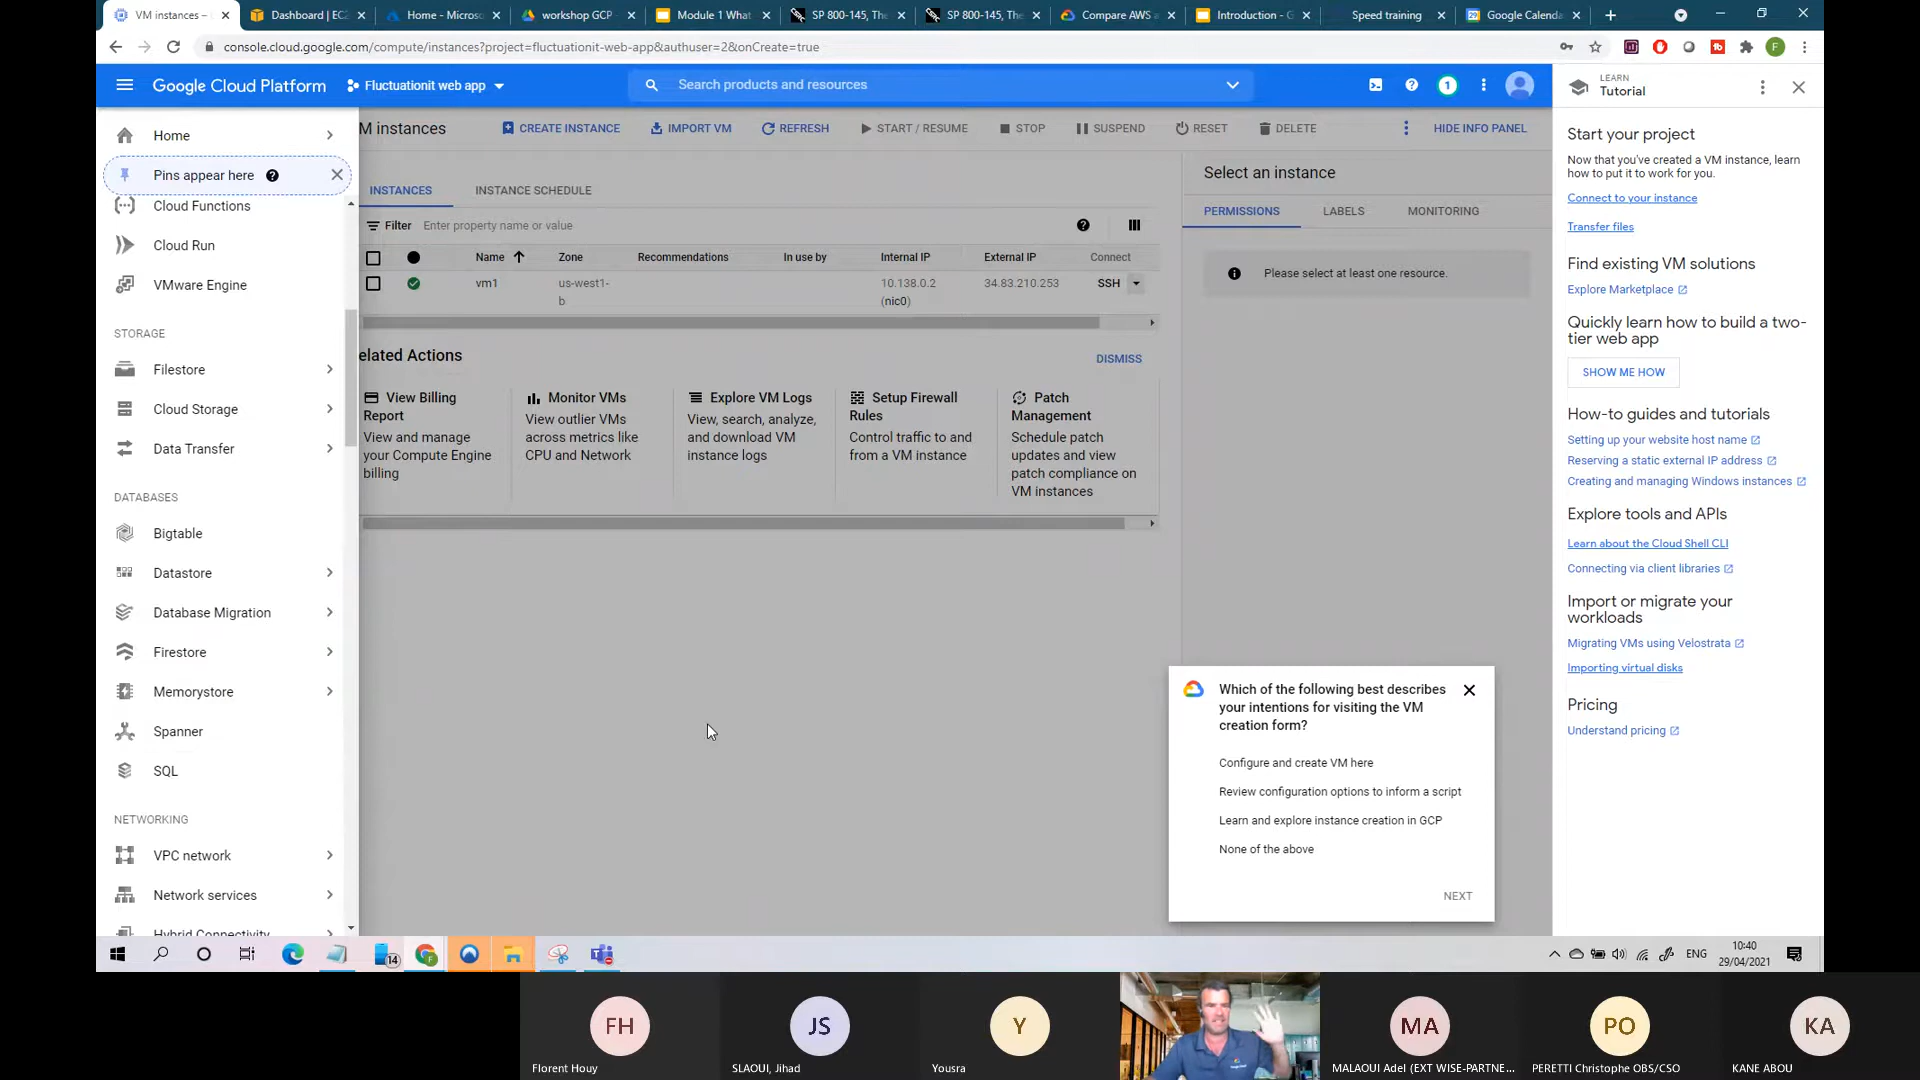 VM instances –
Dashboard | EC2
Home - Micros
workshop GCP -
Module 1 What
SP 800-145, The
SP 800-145, The
Compare AWS a
Introduction - G
Speed training
Google Calenda
console.cloud.google.com/compute/instances?project=fluctuationit-web-app&authuser=2&onCreate=true
F
Google Cloud Platform
Fluctuationit web app
Search products and resources
1
LEARN
Tutorial
Home
Pins appear here
Cloud Functions
Cloud Run
VMware Engine
STORAGE
Filestore
Cloud Storage
Data Transfer
DATABASES
Bigtable
Datastore
Database Migration
Firestore
Memorystore
Spanner
SQL
NETWORKING
VPC network
Network services
Hybrid Connectivity
M instances
CREATE INSTANCE
IMPORT VM
REFRESH
START / RESUME
STOP
SUSPEND
RESET
DELETE
HIDE INFO PANEL
INSTANCES
INSTANCE SCHEDULE
Filter
Enter property name or value
Name
Zone
Recommendations
In use by
Internal IP
External IP
Connect
vm1
us-west1-
b
10.138.0.2
(nic0)
34.83.210.253
SSH
elated Actions
DISMISS
View Billing
Report
View and manage
your Compute Engine
billing
Monitor VMs
View outlier VMs
across metrics like
CPU and Network
Explore VM Logs
View, search, analyze,
and download VM
instance logs
Setup Firewall
Rules
Control traffic to and
from a VM instance
Patch
Management
Schedule patch
updates and view
patch compliance on
VM instances
Select an instance
PERMISSIONS
LABELS
MONITORING
Please select at least one resource.
Which of the following best describes
your intentions for visiting the VM
creation form?
Configure and create VM here
Review configuration options to inform a script
Learn and explore instance creation in GCP
None of the above
NEXT
Start your project
Now that you've created a VM instance, learn
how to put it to work for you.
Connect to your instance
Transfer files
Find existing VM solutions
Explore Marketplace
Quickly learn how to build a two-
tier web app
SHOW ME HOW
How-to guides and tutorials
Setting up your website host name
Reserving a static external IP address
Creating and managing Windows instances
Explore tools and APIs
Learn about the Cloud Shell CLI
Connecting via client libraries
Import or migrate your
workloads
Migrating VMs using Velostrata
Importing virtual disks
Pricing
Understand pricing
14
ENG
10:40
29/04/2021
FH
Florent Houy
JS
SLAOUI, Jihad
Y
Yousra
MA
MALAOUI Adel (EXT WISE-PARTNE...
PO
PERETTI Christophe OBS/CSO
KA
KANE ABOU